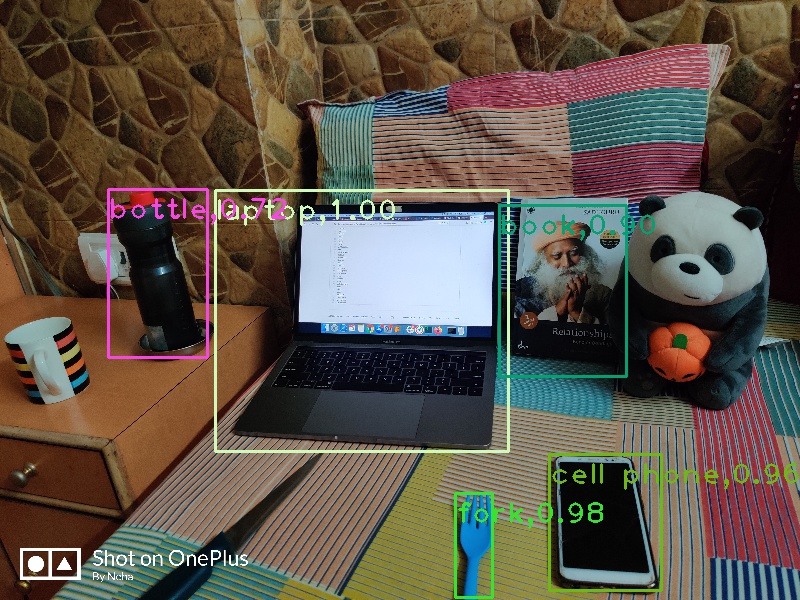 bottle,0.72
laptop,1.00
book,0.90
SADHGURU
Relationships
cell phone,0.96
fork,0.98
Shot on OnePlus
By Neha